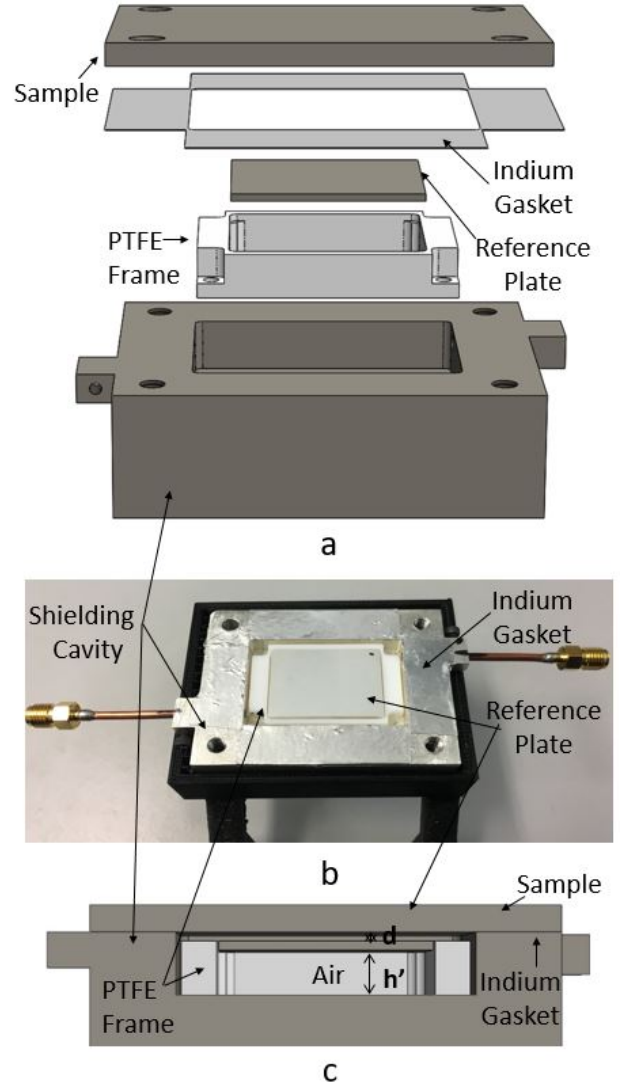 Sample
Indium
Gasket
PTFE
Frame
Reference
Plate
a
Shielding
Cavity
Indium
Gasket
Reference
Plate
b
Sample
d
Air
h'
PTFE
Frame
Indium
Gasket
c